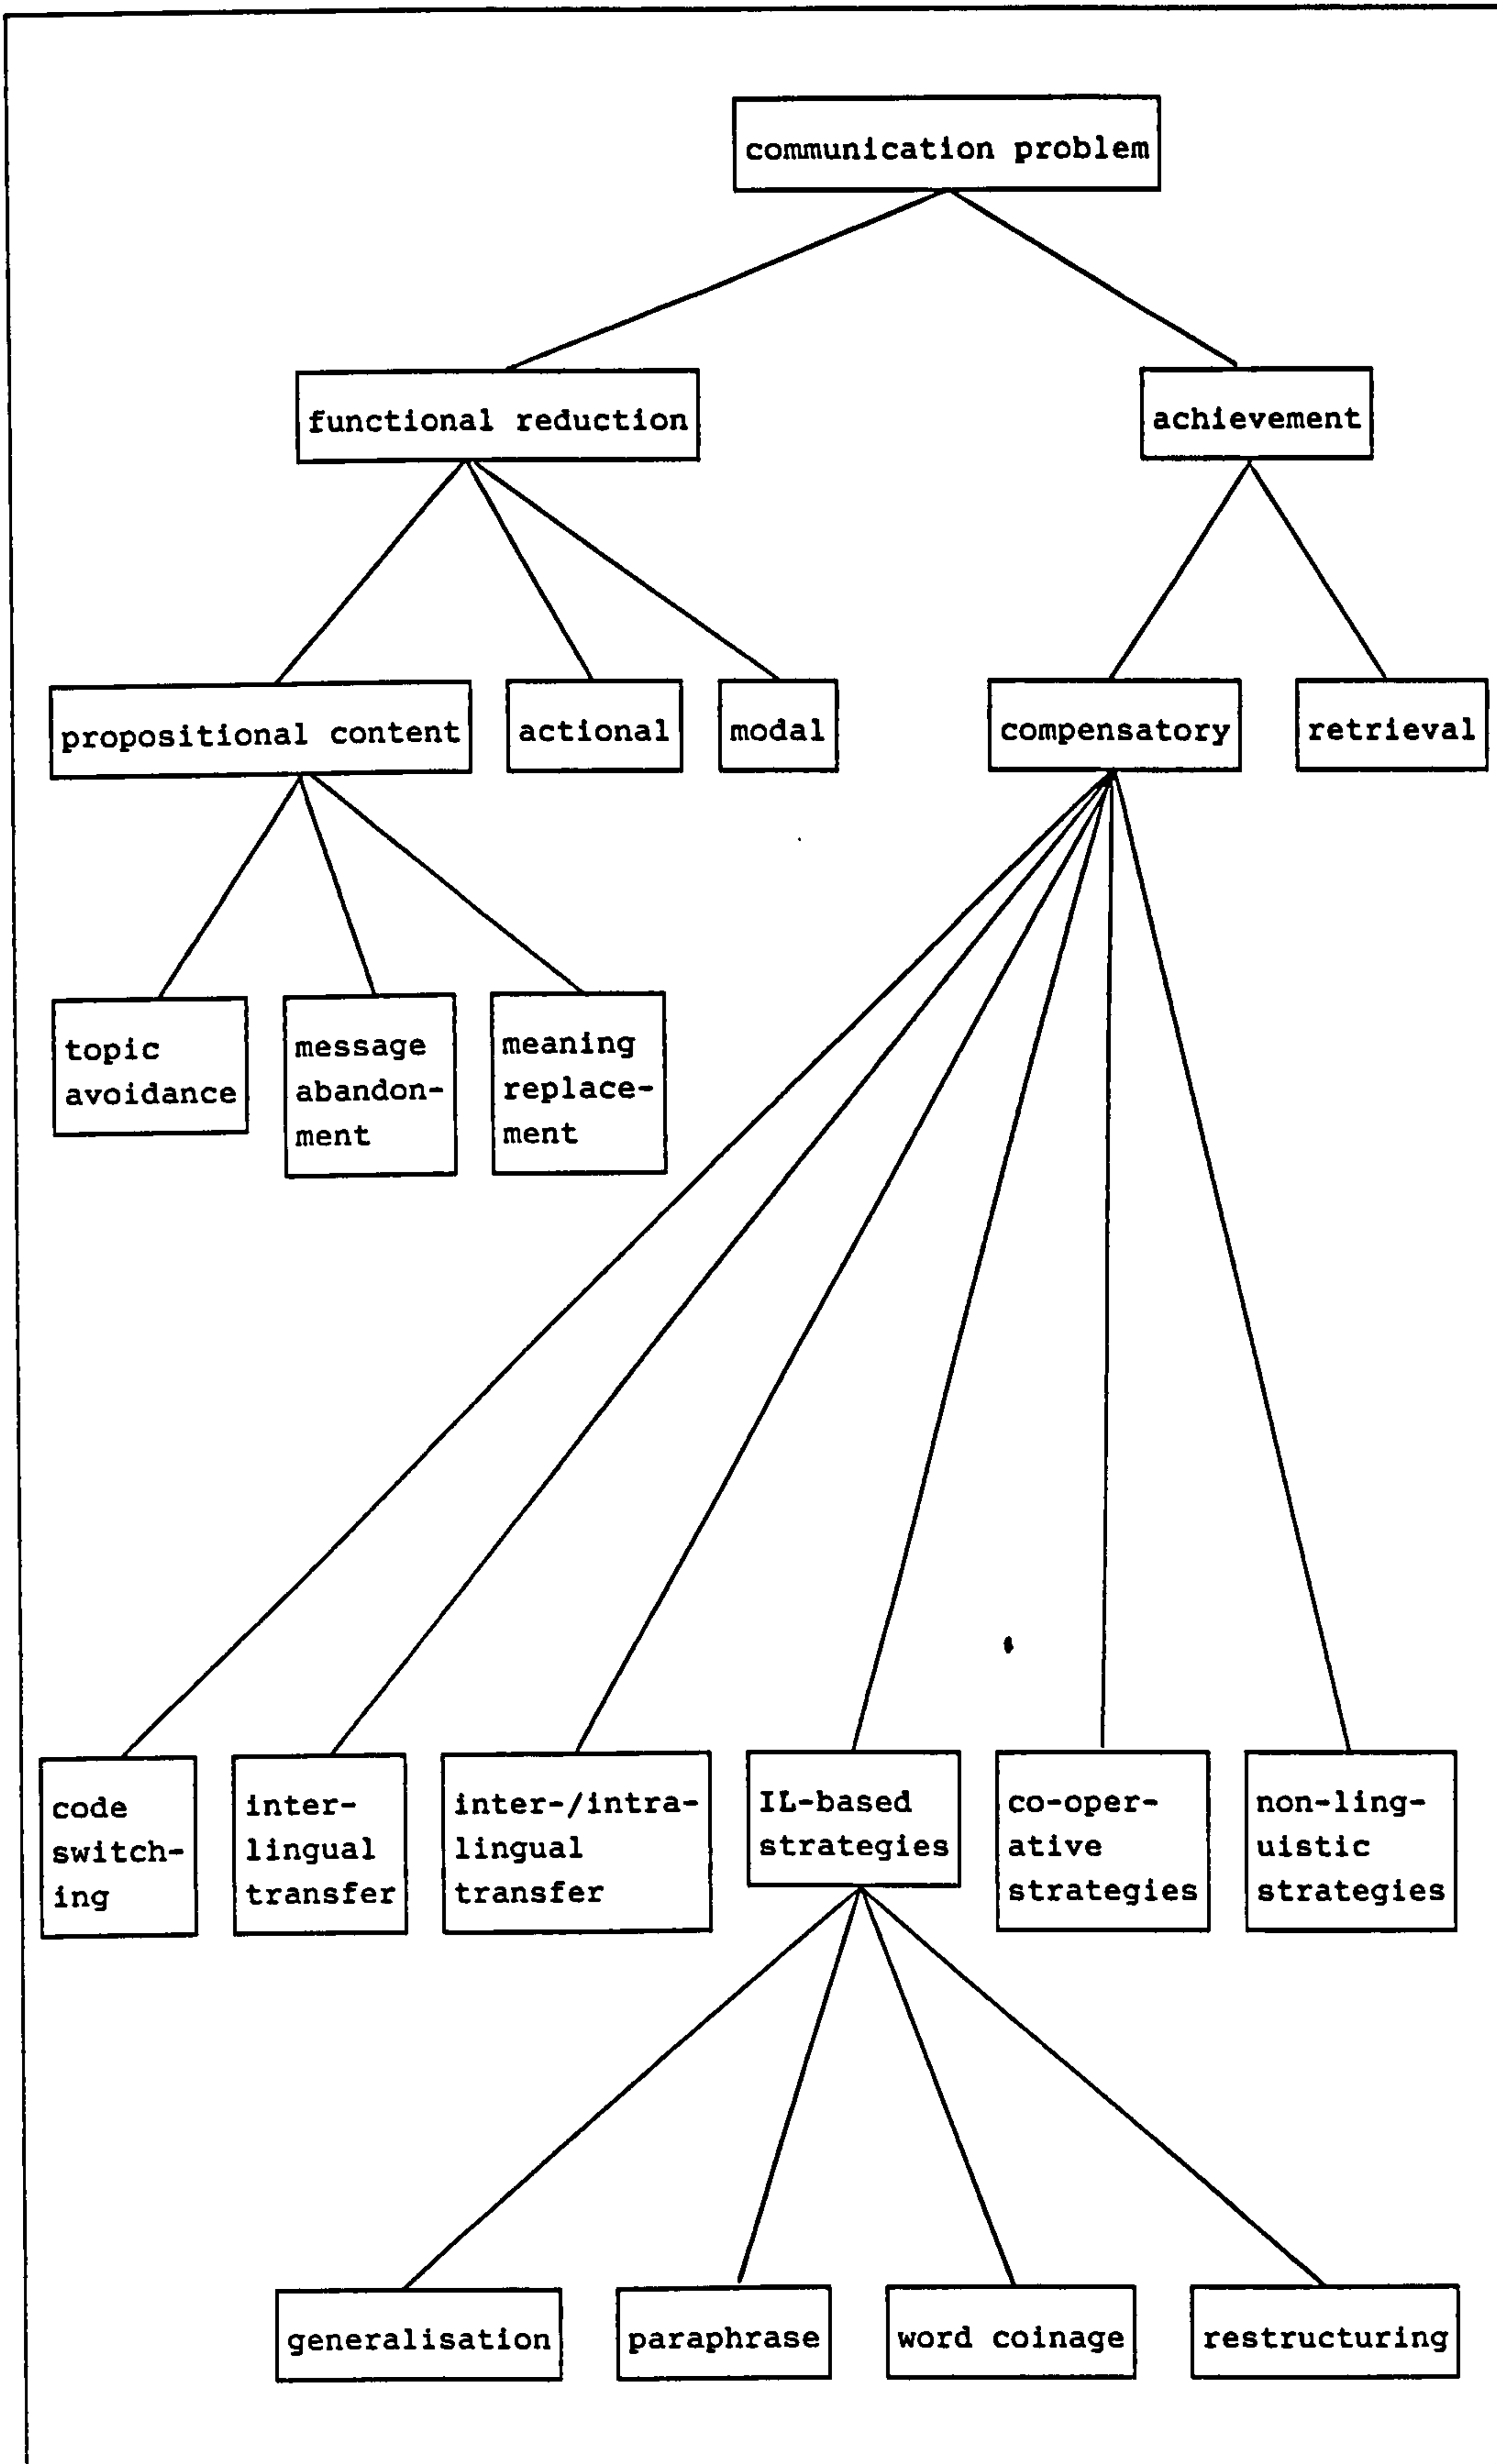 communication problem
functional reduction
achievement
propositional content
actional
modal
compensatory
retrieval
topic
avoidance
message
abandon-
ment
meaning
replace-
ment
code
switch-
ing
inter-
lingual
transfer
inter-/intra-
lingual
transfer
IL-based
strategies
co-oper-
ative
strategies
non-ling-
uistic
strategies
generalisation
paraphrase
word coinage
restructuring